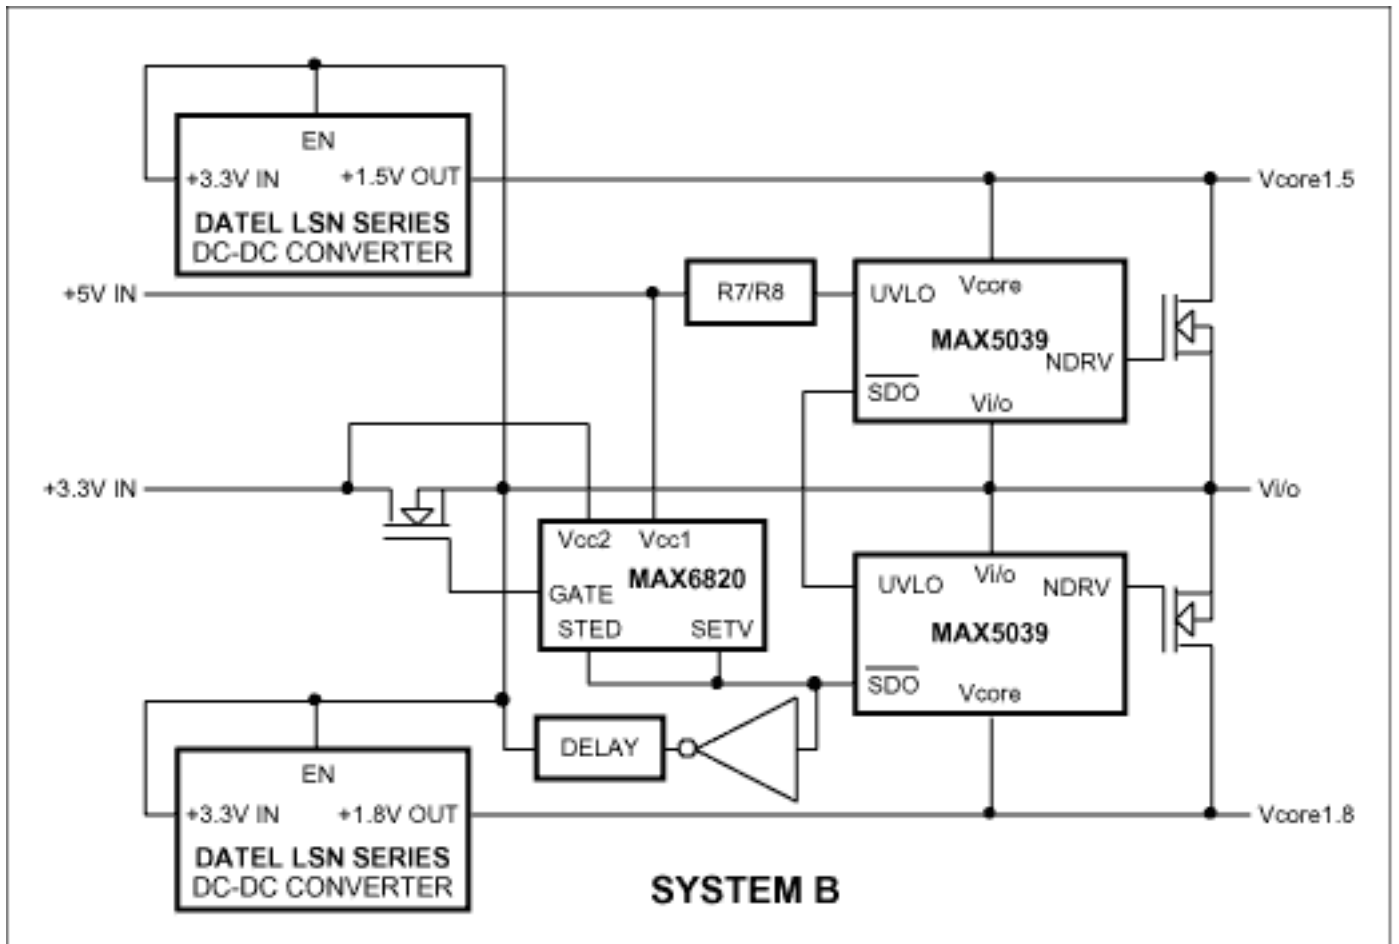 EN
+3.3V IN
+1.5V OUT
DATEL LSN SERIES
DC-DC CONVERTER
Vcore1.5
+5V IN
R7/R8
UVLO
Vcore
MAX5039
NDRV
SDO
Vi/o
+3.3V IN
Vi/o
Vcc2
Vcc1
MAX6820
GATE
STED
SETV
Vi/o
UVLO
NDRV
MAX5039
SDO
Vcore
DELAY
EN
+3.3V IN
+1.8V OUT
DATEL LSN SERIES
DC-DC CONVERTER
Vcore1.8
SYSTEM B